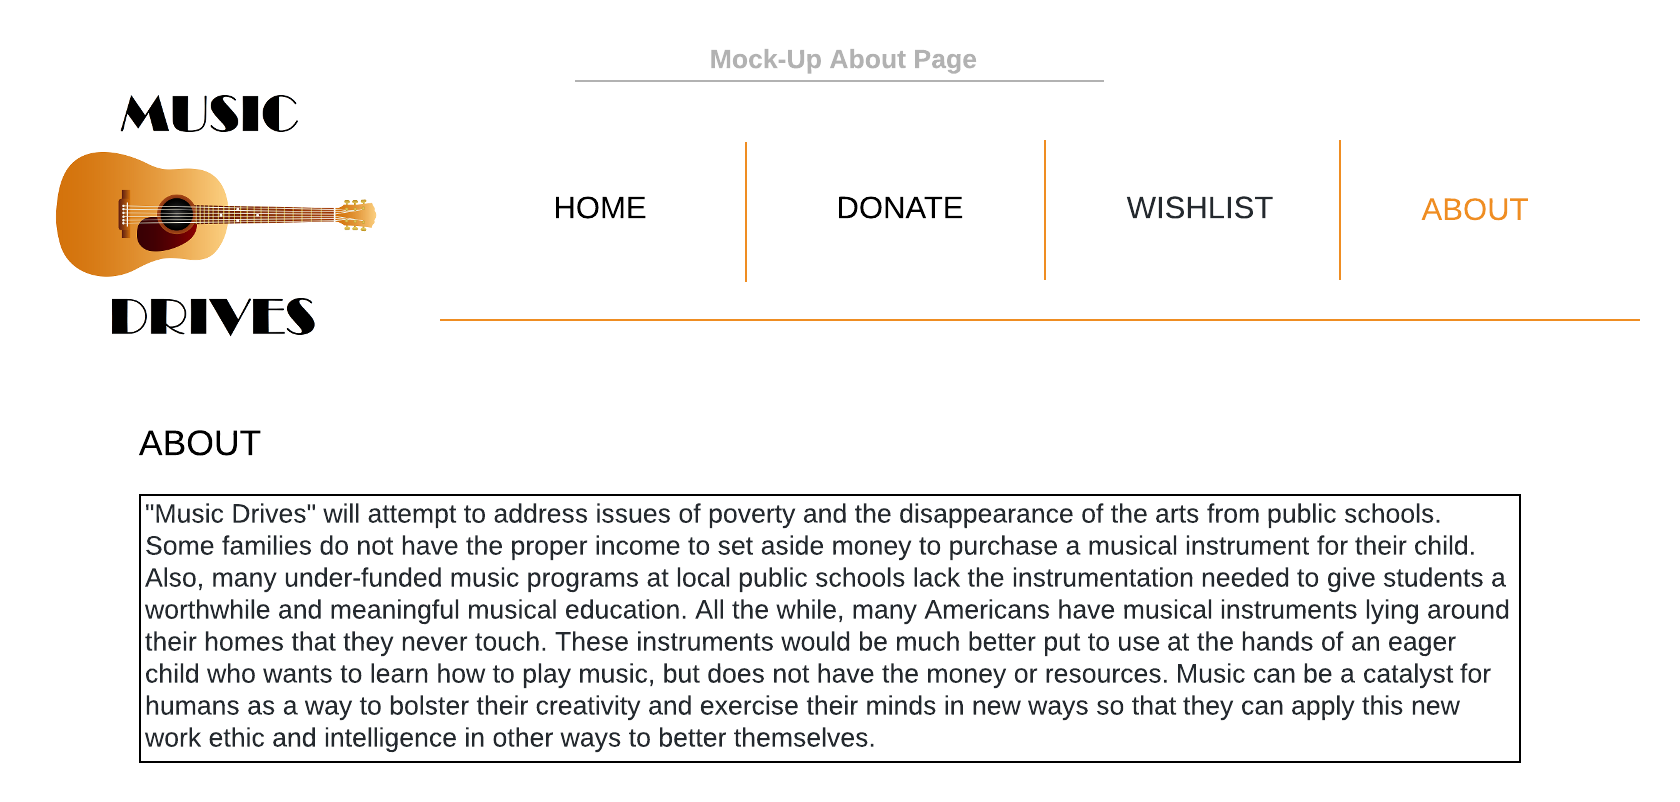 Mock-Up About Page
MUSIC
DRIVES
HOME
DONATE
WISHLIST
ABOUT
ABOUT
"Music Drives" will attempt to address issues of poverty and the disappearance of the arts from public schools.
Some families do not have the proper income to set aside money to purchase a musical instrument for their child.
Also, many under-funded music programs at local public schools lack the instrumentation needed to give students a
worthwhile and meaningful musical education. All the while, many Americans have musical instruments lying around
their homes that they never touch. These instruments would be much better put to use at the hands of an eager
child who wants to learn how to play music, but does not have the money or resources. Music can be a catalyst for
humans as a way to bolster their creativity and exercise their minds in new ways so that they can apply this new
work ethic and intelligence in other ways to better themselves.